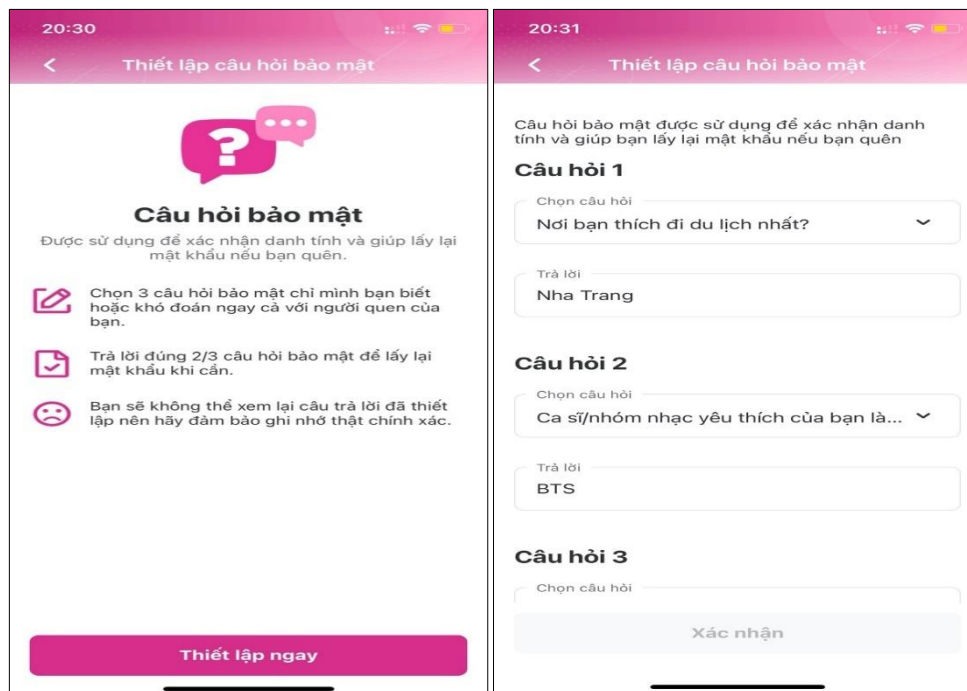 20:30
Thiết lập câu hỏi bảo mật
?
Câu hỏi bảo mật
Được sử dụng để xác nhận danh tính và giúp lấy lại
mật khẩu nếu bạn quên.
Chọn 3 câu hỏi bảo mật chỉ mình bạn biết
hoặc khó đoán ngay cả với người quen của
bạn.
Trả lời đúng 2/3 câu hỏi bảo mật để lấy lại
mật khẩu khi cần.
Bạn sẽ không thể xem lại câu trả lời đã thiết
lập nên hãy đảm bảo ghi nhớ thật chính xác.
Thiết lập ngay
20:31
Thiết lập câu hỏi bảo mật
Câu hỏi bảo mật được sử dụng để xác nhận danh
tính và giúp bạn lấy lại mật khẩu nếu bạn quên
Câu hỏi 1
Chọn câu hỏi
Nơi bạn thích đi du lịch nhất?
Trả lời
Nha Trang
Câu hỏi 2
Chọn câu hỏi
Ca sĩ/nhóm nhạc yêu thích của bạn là...
Trả lời
BTS
Câu hỏi 3
Chọn câu hỏi
Xác nhận